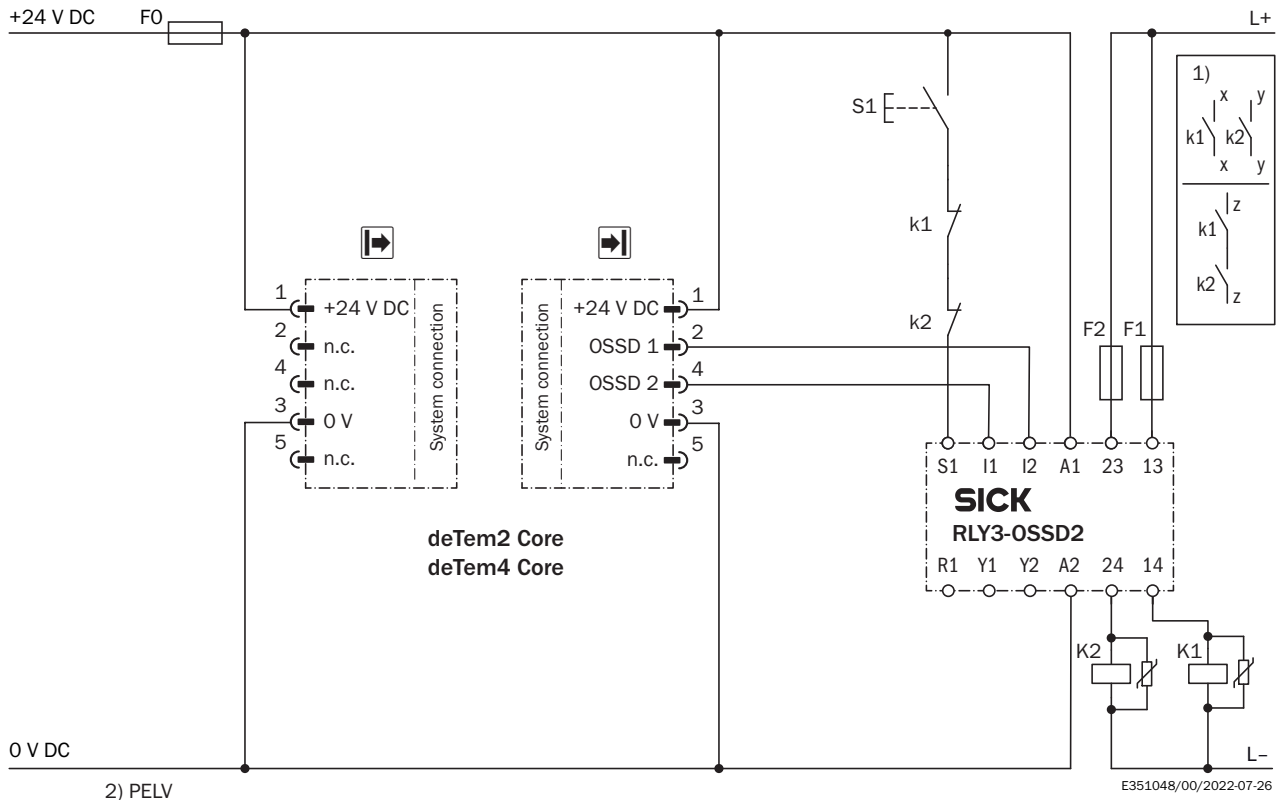 +24 V DC F0 L+
1)
x y
S1
k1 k2
x y
k1
z
k1
k2
z
k2
F2 F1
1 +24 V DC
2 n.c.
4 n.c.
3 0 V
5 n.c.
System connection
System connection
+24 V DC 1
OSSD 1 2
OSSD 2 4
0 V 3
n.c. 5
deTem2 Core
deTem4 Core
S1 I1 I2 A1 23 13
SICK
RLY3-OSSD2
R1 Y1 Y2 A2 24 14
K2 K1
0 V DC L–
2) PELV
E351048/00/2022-07-26